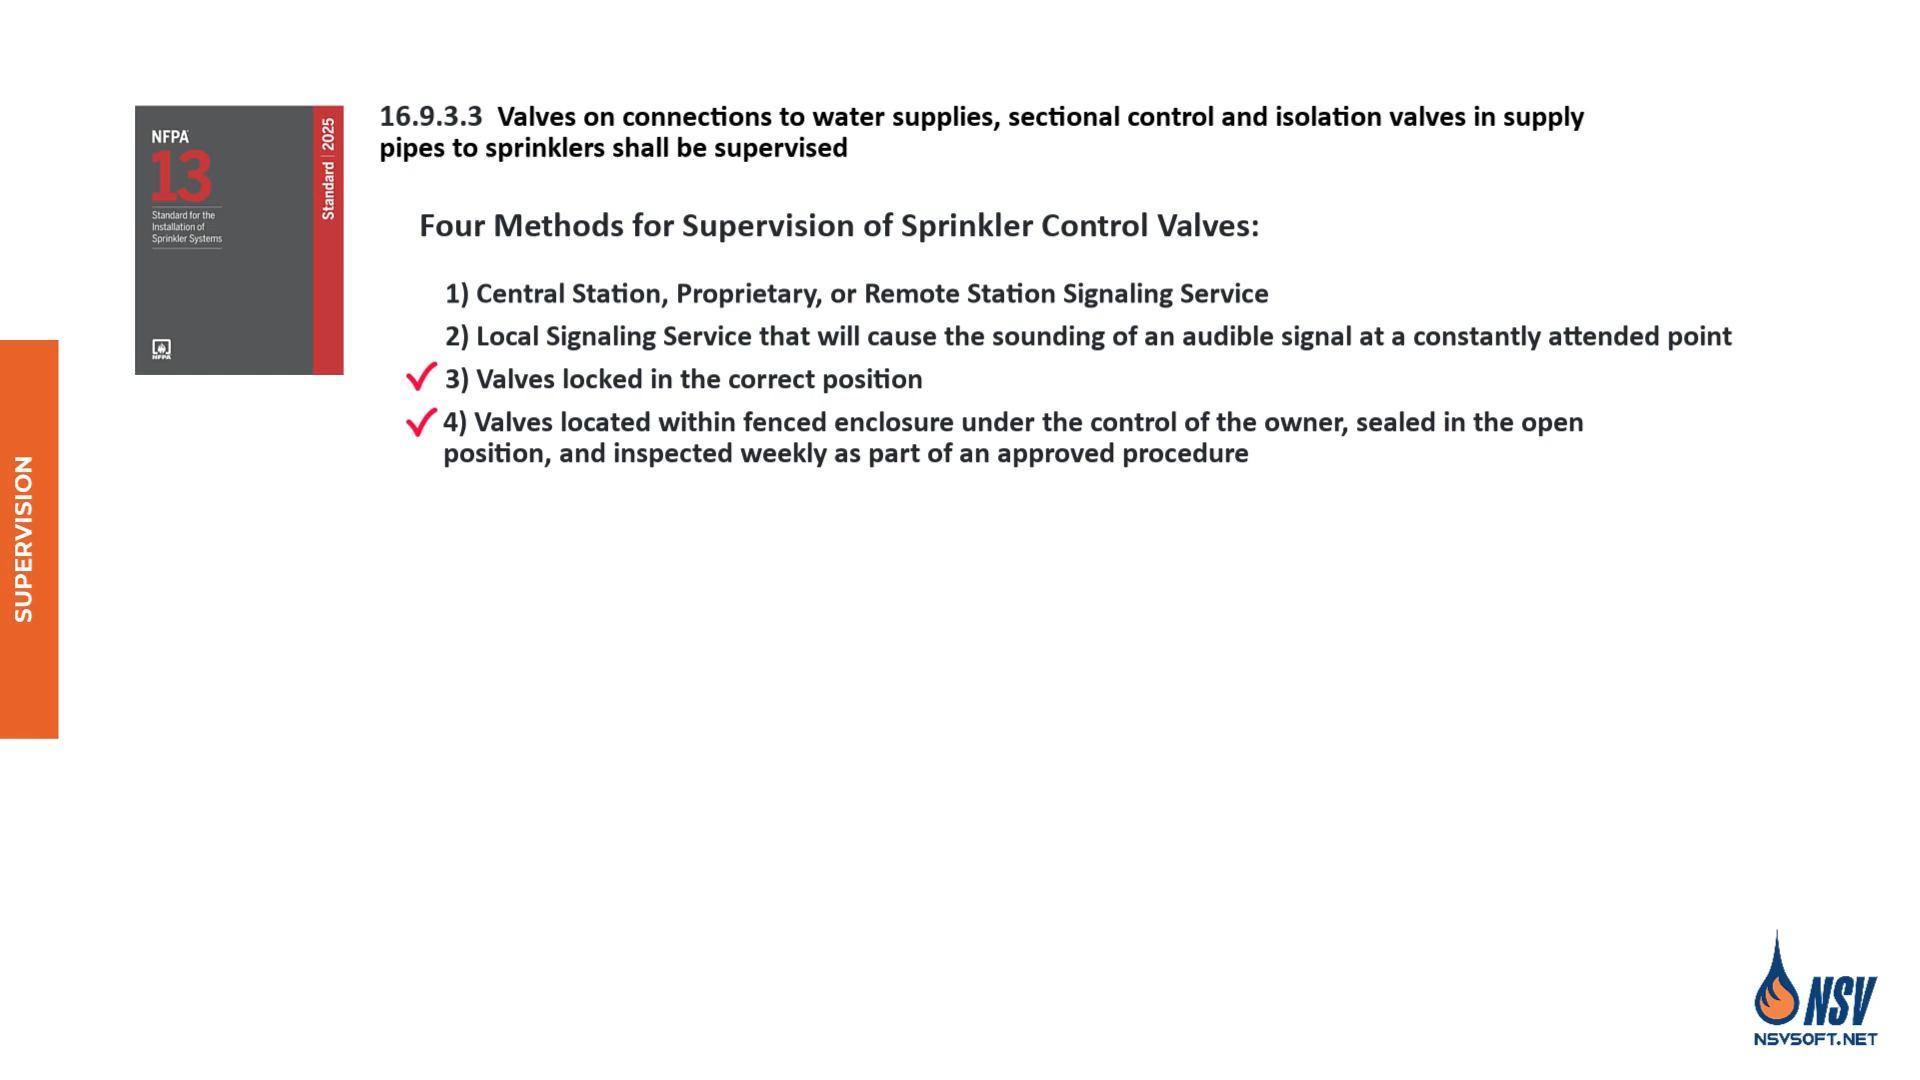 NFPA
13
Standard for the
Installation of
Sprinkler Systems
Standard | 2025
NFPA
16.9.3.3 Valves on connections to water supplies, sectional control and isolation valves in supply
pipes to sprinklers shall be supervised
Four Methods for Supervision of Sprinkler Control Valves:
1) Central Station, Proprietary, or Remote Station Signaling Service
2) Local Signaling Service that will cause the sounding of an audible signal at a constantly attended point
3) Valves locked in the correct position
4) Valves located within fenced enclosure under the control of the owner, sealed in the open
position, and inspected weekly as part of an approved procedure
SUPERVISION
NSV
NSVSOFT.NET